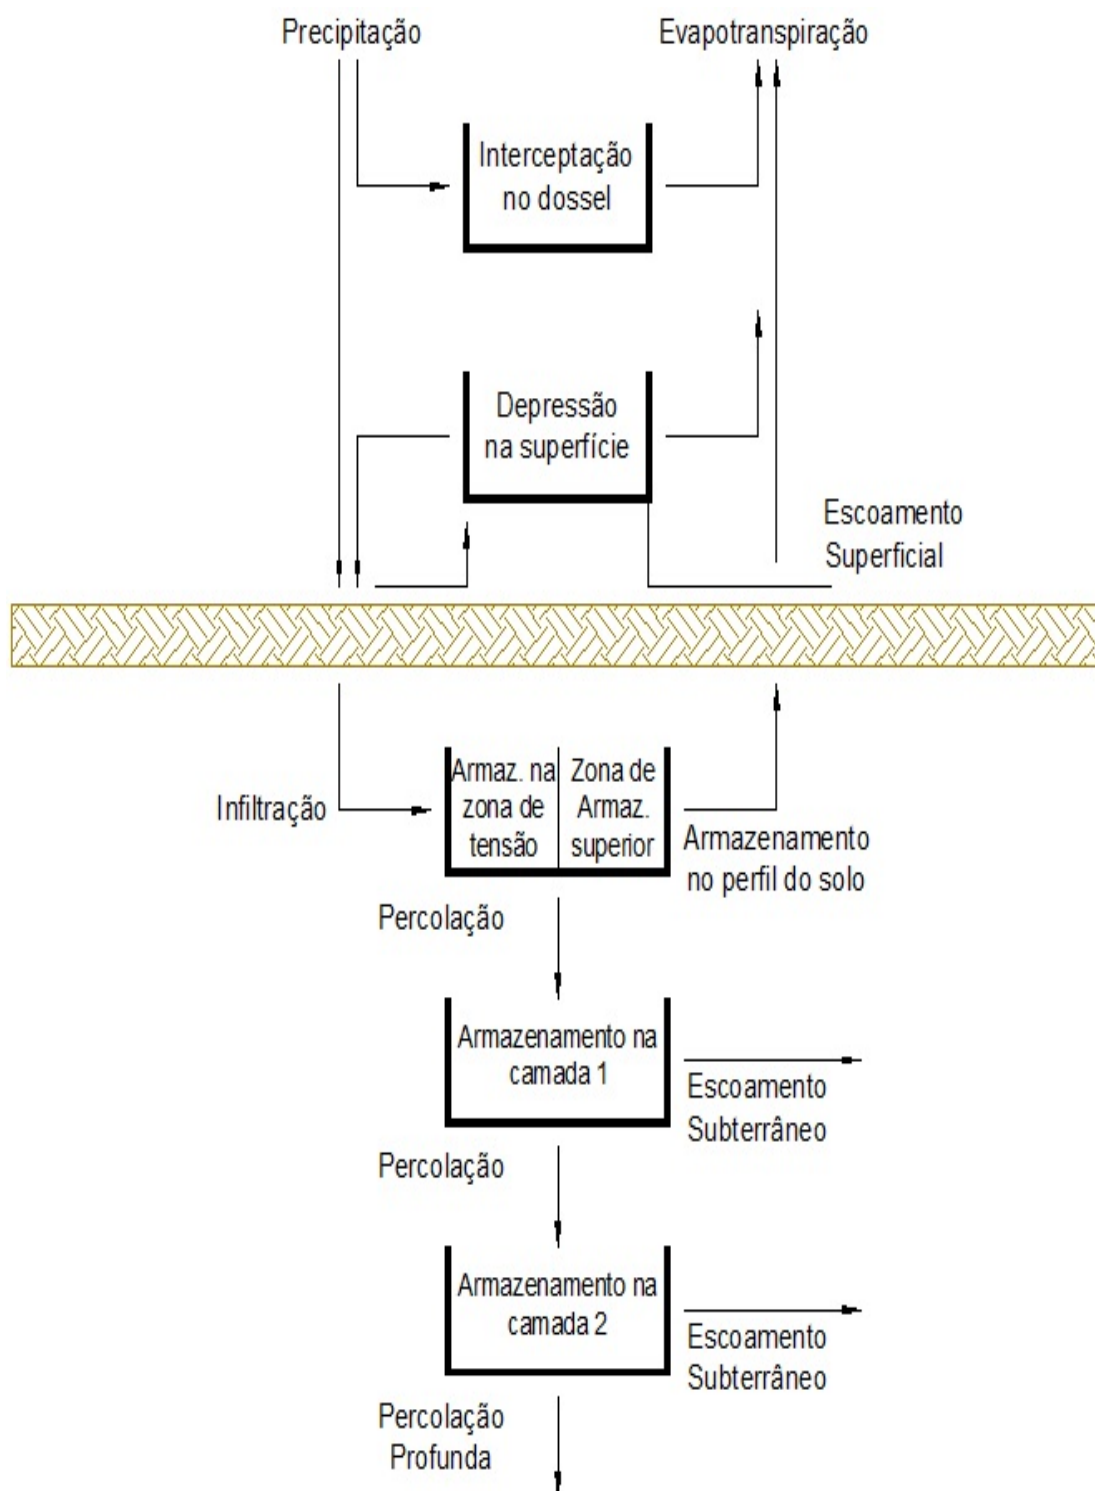 Precipitação
Evapotranspiração
Interceptação
no dossel
Depressão
na superfície
Escoamento
Superficial
Infiltração
Armaz. na
zona de
tensão
Zona de
Armaz.
superior
Armazenamento
no perfil do solo
Percolação
Armazenamento na
camada 1
Escoamento
Subterrâneo
Percolação
Armazenamento na
camada 2
Escoamento
Subterrâneo
Percolação
Profunda